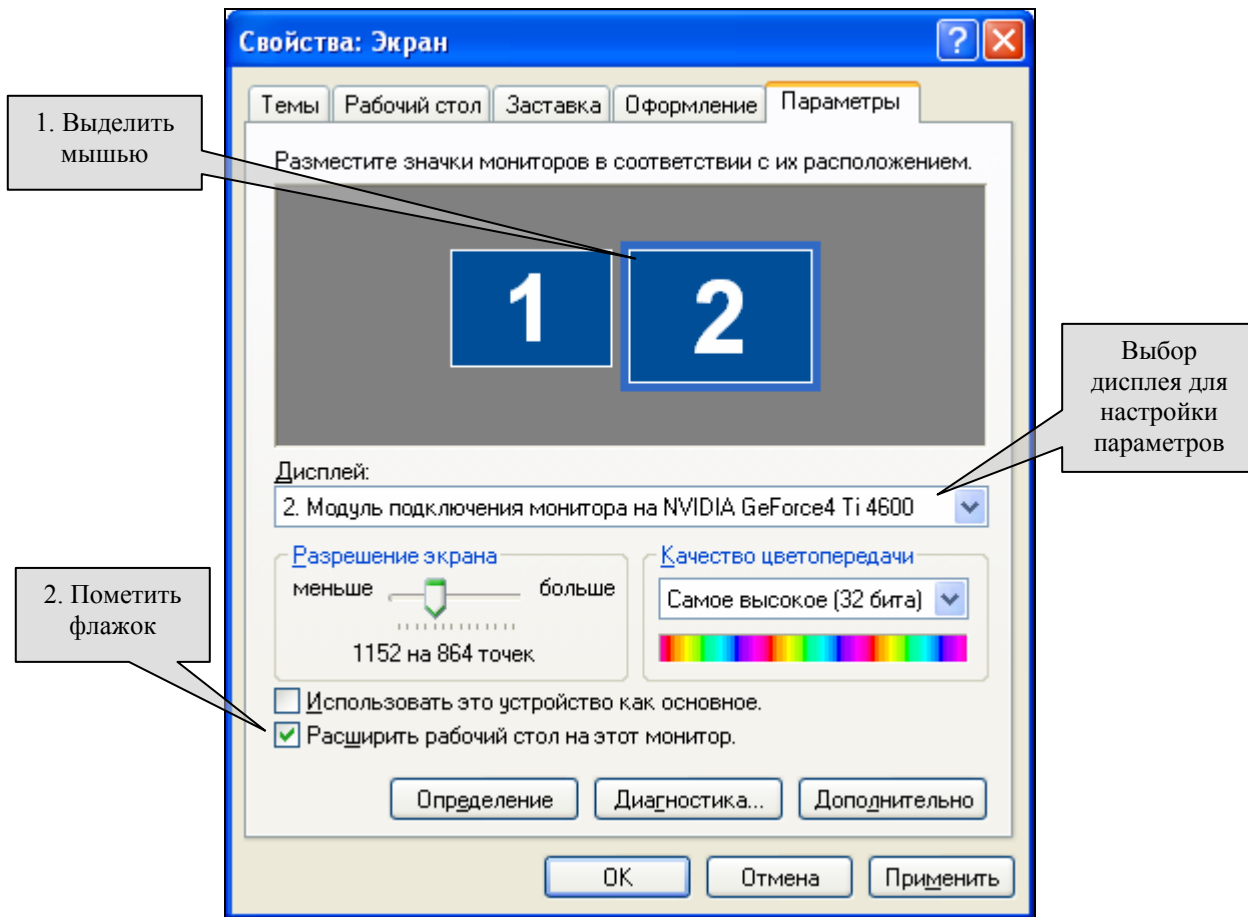 Свойства: Экран
Темы
Рабочий стол
Заставка
Оформление
Параметры
1. Выделить
мышью
Разместите значки мониторов в соответствии с их расположением.
1
2
Выбор
дисплея для
настройки
параметров
Дисплей:
2. Модуль подключения монитора на NVIDIA GeForce4 Ti 4600
Разрешение экрана
меньше
больше
1152 на 864 точек
Качество цветопередачи
Самое высокое (32 бита)
2. Пометить
флажок
Использовать это устройство как основное.
Расширить рабочий стол на этот монитор.
Определение
Диагностика...
Дополнительно
OK
Отмена
Применить